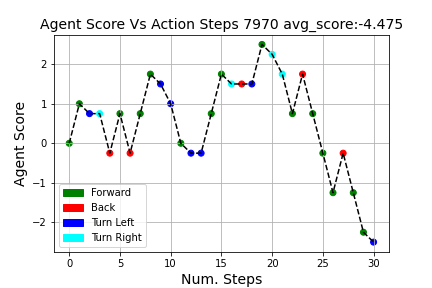 Agent Score Vs Action Steps 7970 avg_score:-4.475
Agent Score
2
1
0
−1
−2
Forward
Back
Turn Left
Turn Right
0 5 10 15 20 25 30
Num. Steps